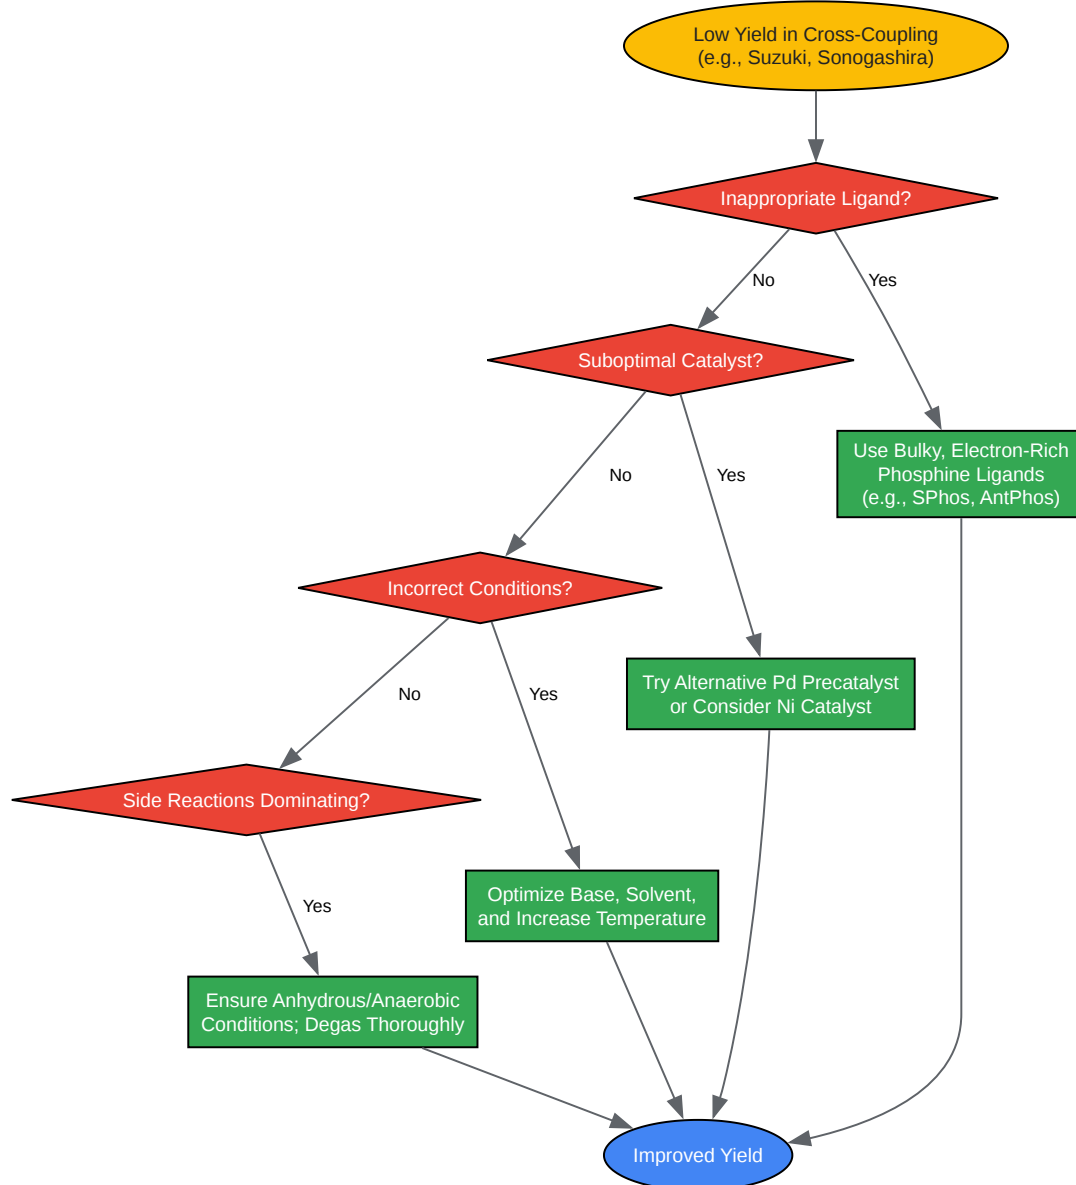 Low Yield in Cross-Coupling
(e.g., Suzuki, Sonogashira)
Inappropriate Ligand?
No
Yes
Suboptimal Catalyst?
Use Bulky, Electron-Rich
Phosphine Ligands
(e.g., SPhos, AntPhos)
No
Yes
Incorrect Conditions?
Try Alternative Pd Precatalyst
or Consider Ni Catalyst
No
Yes
Side Reactions Dominating?
Optimize Base, Solvent,
and Increase Temperature
Yes
Ensure Anhydrous/Anaerobic
Conditions; Degas Thoroughly
Improved Yield